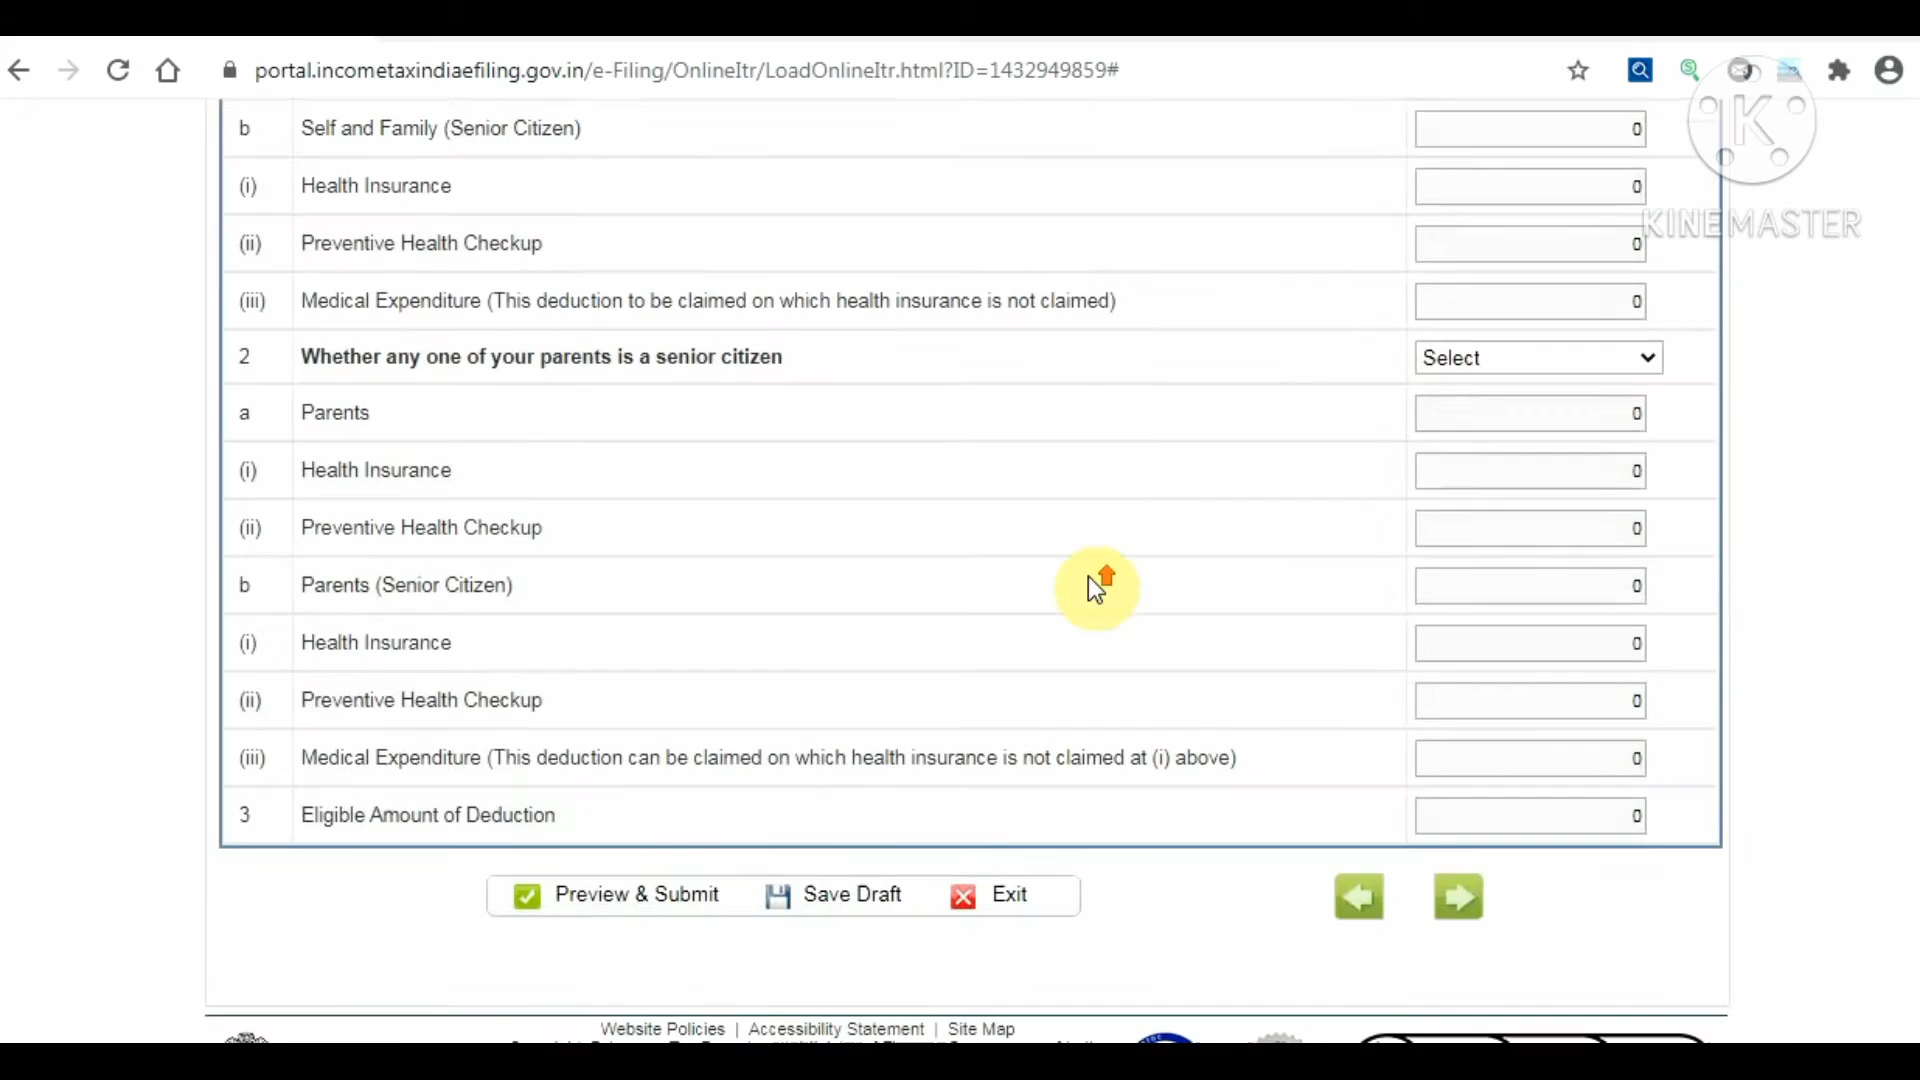 portal.incometaxindiaefiling.gov.in/e-Filing/OnlineItr/LoadOnlineItr.html?ID=1432949859#
b Self and Family (Senior Citizen) 0
(i) Health Insurance 0
(ii) Preventive Health Checkup 0
K
KINEMASTER
(iii) Medical Expenditure (This deduction to be claimed on which health insurance is not claimed) 0
2 Whether any one of your parents is a senior citizen Select
a Parents 0
(i) Health Insurance 0
(ii) Preventive Health Checkup 0
b Parents (Senior Citizen) 0
(i) Health Insurance 0
(ii) Preventive Health Checkup 0
(iii) Medical Expenditure (This deduction can be claimed on which health insurance is not claimed at (i) above) 0
3 Eligible Amount of Deduction 0
Preview & Submit Save Draft Exit
Website Policies | Accessibility Statement | Site Map